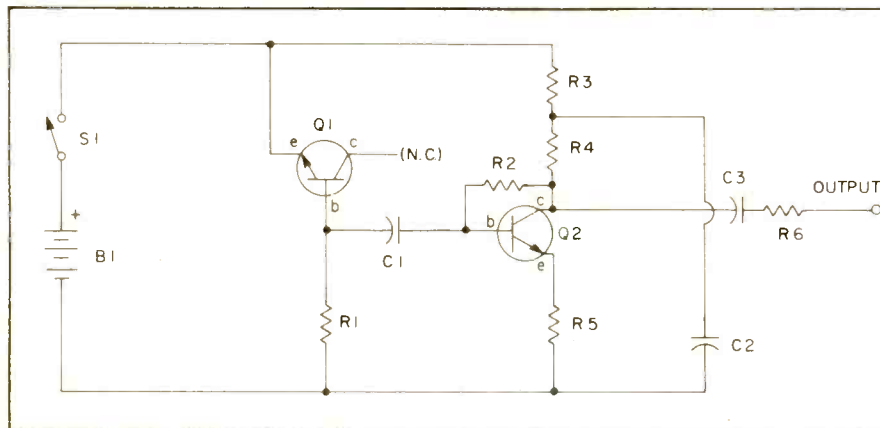 R3
S1
Q1
e
c
(N.C)
R4
R2
b
C3
OUTPUT
+
c
b
Q2
R6
B1
C1
e
R1
R5
C2